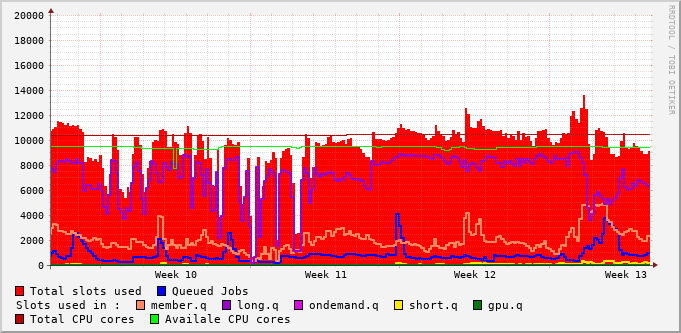 20000
18000
16000
14000
12000
10000
8000
6000
4000
2000
0
Week 10 Week 11 Week 12 Week 13
RRDTOOL / TOBI OETIKER
Total slots used Queued Jobs
Slots used in : member.q long.q ondemand.q short.q gpu.q
Total CPU cores Availale CPU cores